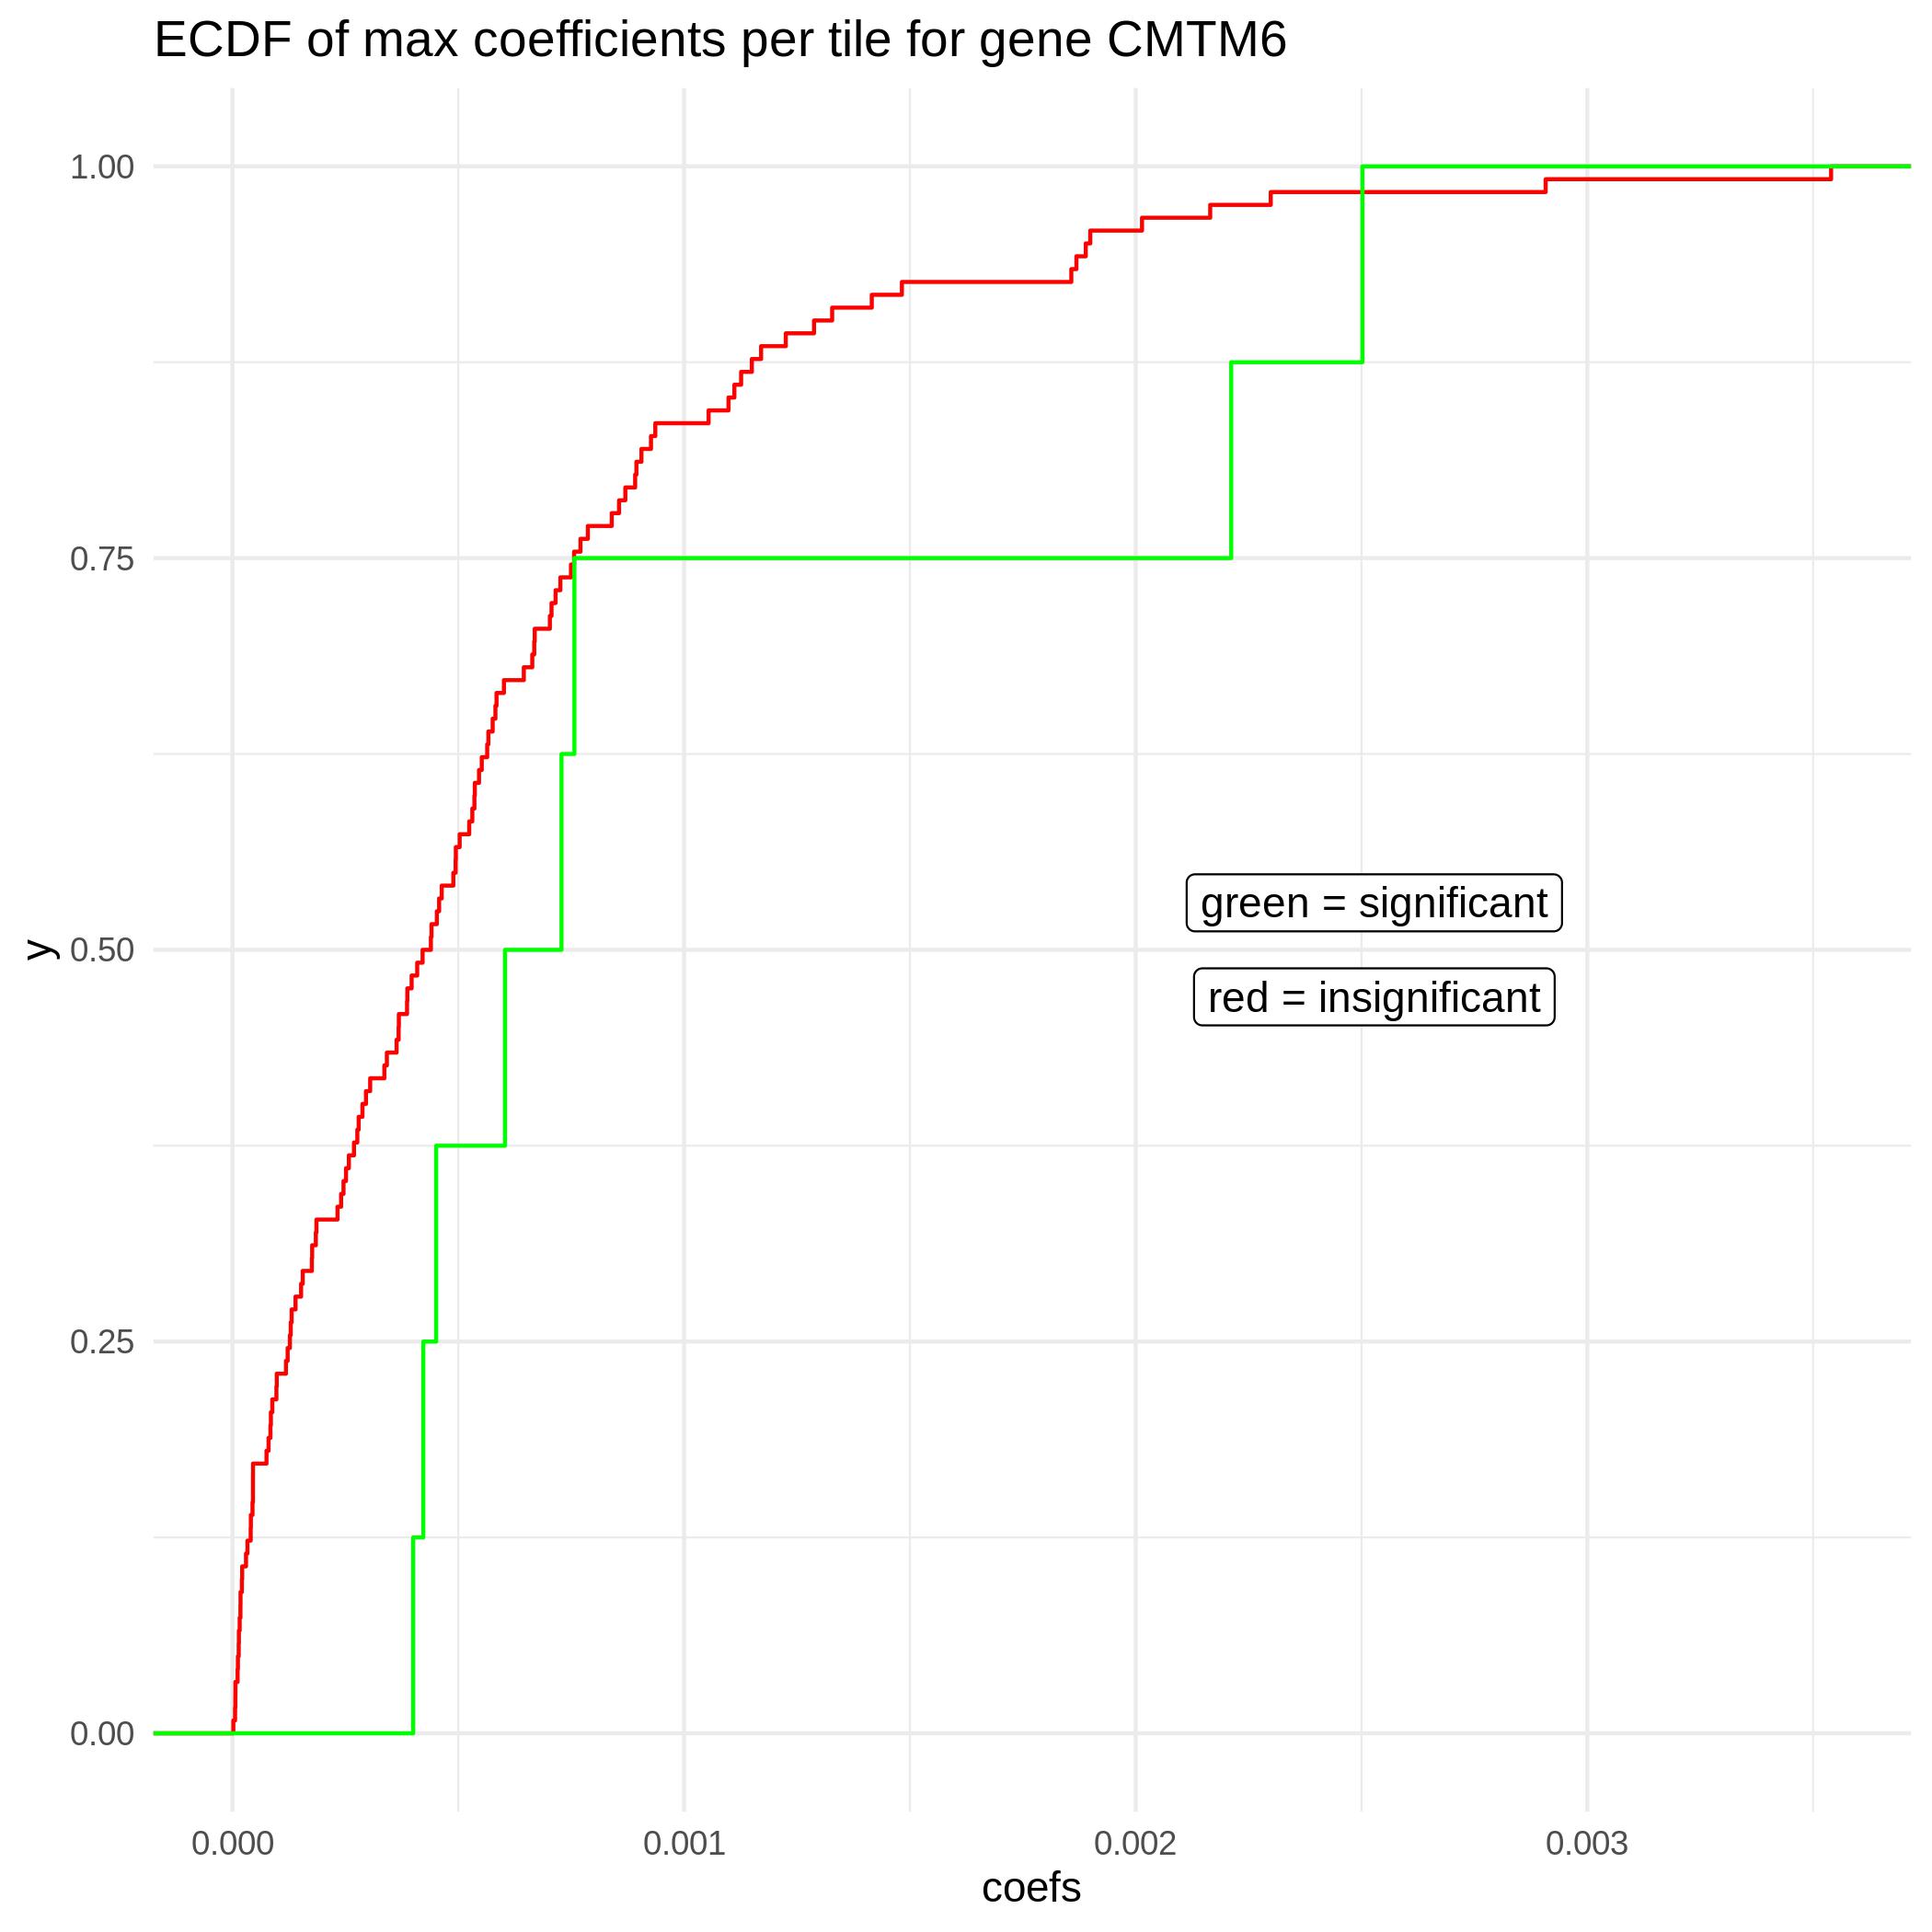 ECDF of max coefficients per tile for gene CMTM6
1.00
0.75
0.50
0.25
0.00
y
green = significant
red = insignificant
0.000 0.001 0.002 0.003
coefs